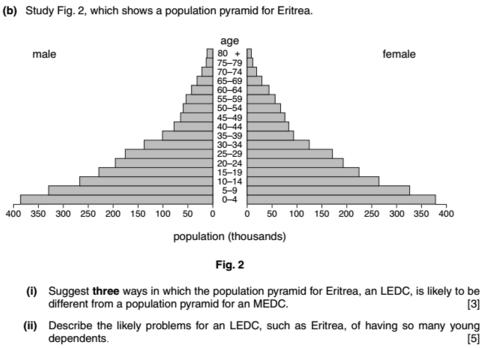 (b) Study Fig. 2, which shows a population pyramid for Eritrea.
male age female
80 +
75–79
70–74
65–69
60–64
55–59
50–54
45–49
40–44
35–39
30–34
25–29
20–24
15–19
10–14
5–9
0–4
400 350 300 250 200 150 100 50 0 0 50 100 150 200 250 300 350 400
population (thousands)
Fig. 2
(i) Suggest three ways in which the population pyramid for Eritrea, an LEDC, is likely to be
different from a population pyramid for an MEDC. [3]
(ii) Describe the likely problems for an LEDC, such as Eritrea, of having so many young
dependents. [5]